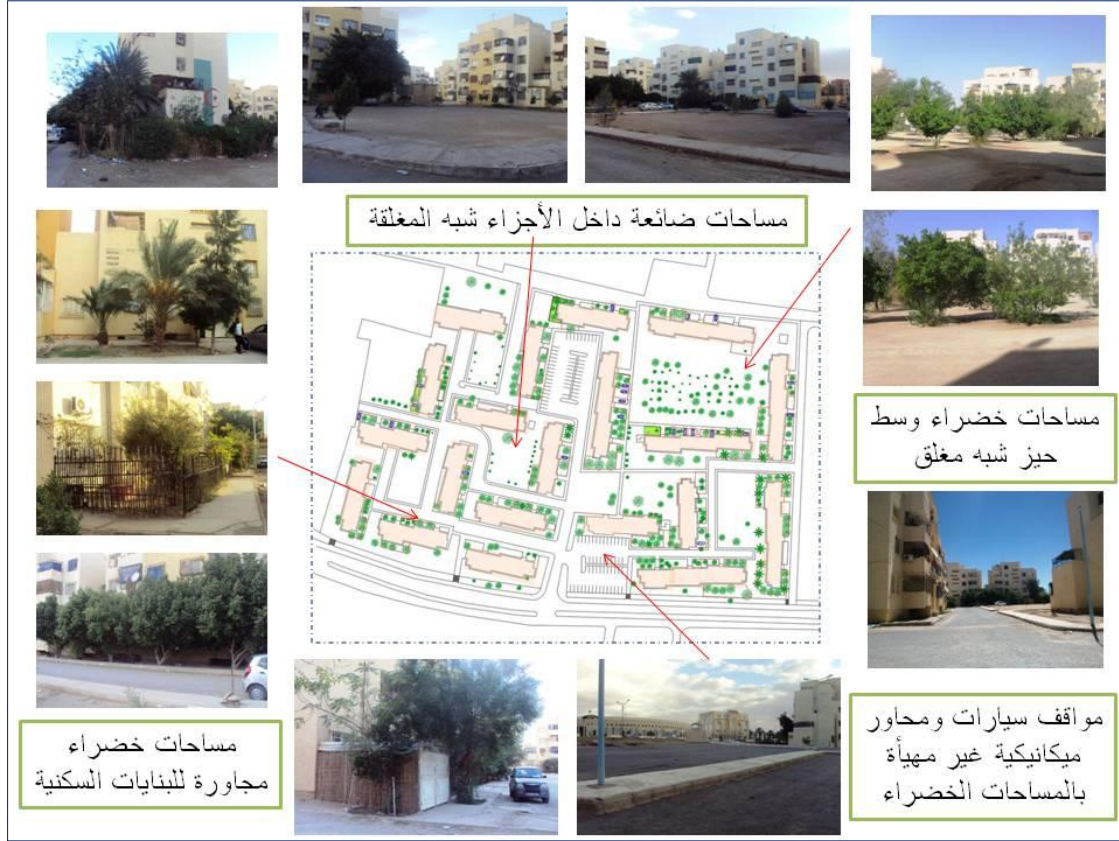 مساحات ضائعة داخل الأجزاء شبه المغلقة
مساحات خضراء وسط
حيز شبه مغلق
مواقف سيارات ومحاور
ميكانيكية غير مهيأة
بالمساحات الخضراء
مساحات خضراء
مجاورة للبنايات السكنية